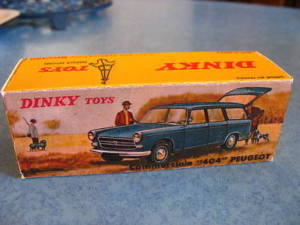 DINKY
TOYS
DINKY TOYS
Commerciale "404" PEUGEOT